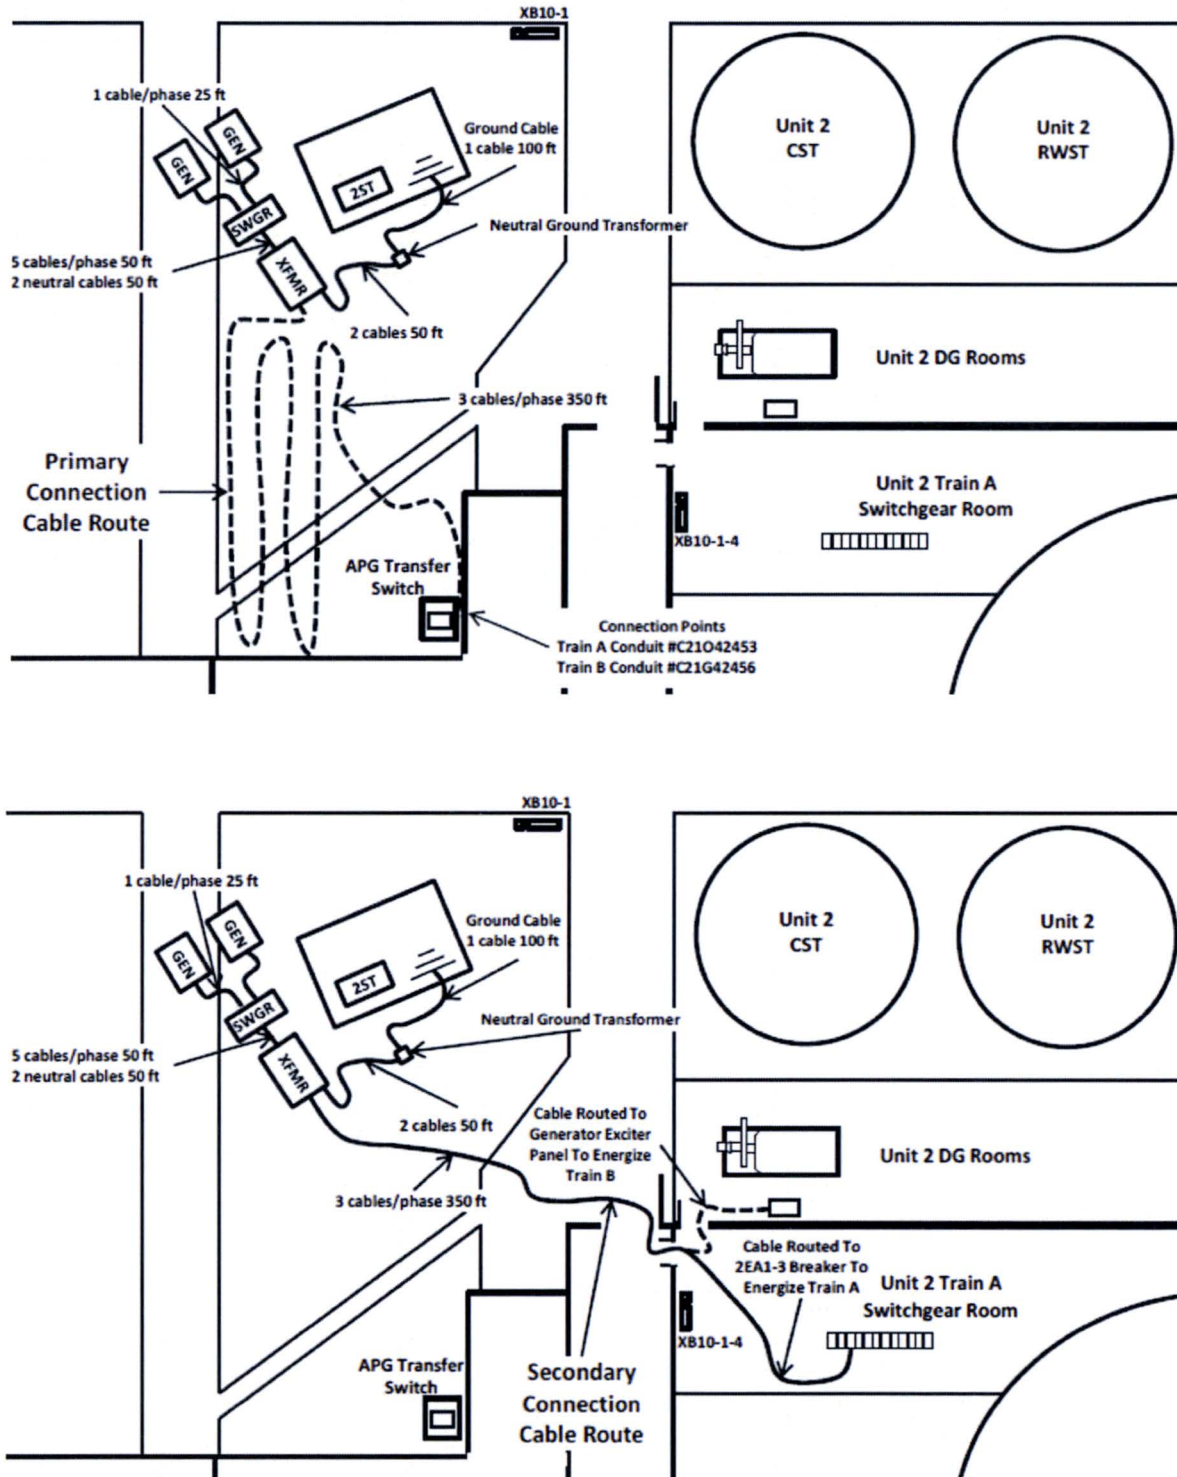 XB10-1
1 cable/phase 25 ft
GEN
GEN
Ground Cable
1 cable 100 ft
2ST
SWGR
Neutral Ground Transformer
5 cables/phase 50 ft
2 neutral cables 50 ft
XFMR
2 cables 50 ft
Unit 2
CST
Unit 2
RWST
Unit 2 DG Rooms
3 cables/phase 350 ft
Primary
Connection
Cable Route
Unit 2 Train A
Switchgear Room
XB10-1-4
APG Transfer
Switch
Connection Points
Train A Conduit #C21O42453
Train B Conduit #C21G42456
XB10-1
1 cable/phase 25 ft
GEN
GEN
Ground Cable
1 cable 100 ft
2ST
SWGR
Neutral Ground Transformer
5 cables/phase 50 ft
2 neutral cables 50 ft
XFMR
2 cables 50 ft
Unit 2
CST
Unit 2
RWST
Cable Routed To
Generator Exciter
Panel To Energize
Train B
Unit 2 DG Rooms
3 cables/phase 350 ft
Cable Routed To
2EA1-3 Breaker To
Energize Train A
Unit 2 Train A
Switchgear Room
XB10-1-4
APG Transfer
Switch
Secondary
Connection
Cable Route